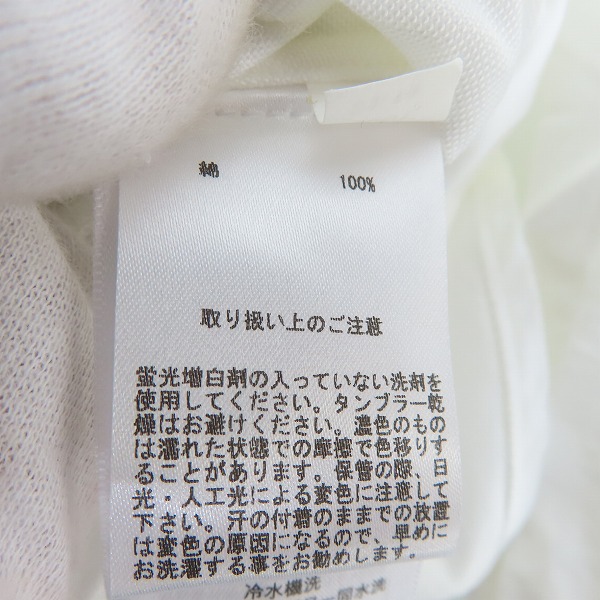 綿 100%
取り扱い上のご注意
蛍光増白剤の入っていない洗剤を
使用してください。タンブラー乾
燥はお避けください。濃色のもの
は濡れた状態での摩擦で色移りす
ることがあります。保管の際、日
光・人工光による変色に注意して
下さい。汗の付着のままでの放置
は変色の原因になるので、早めに
お洗濯する事をお勧めします。
冷水機洗
同水洗